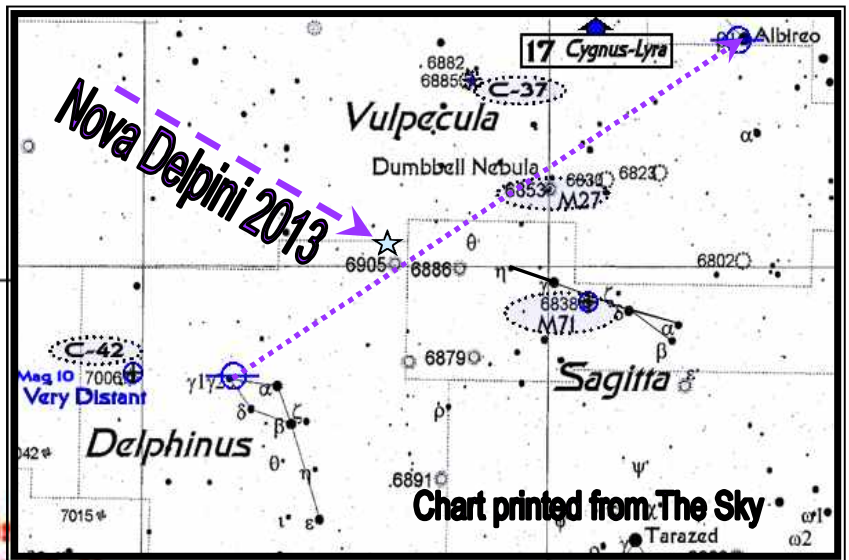 17 Cygnus-Lyra
Albireo
6882
6885
C-37
Nova Delpini 2013
Vulpecula
α
Dumbbell Nebula
6853
6830
6823
M27
θ
6905
6886
η
6802
γ
6838
ζ
δ
M71
α
β
C-42
6879
Sagitta
ε
Mag 10
7006
Very Distant
γ1γ2
α
δ
β
ζ
ρ
Delphinus
θ
η
6891
ψ
042
7015
Chart printed from The Sky
ι
ε
ω1
ω2
Tarazed
γ